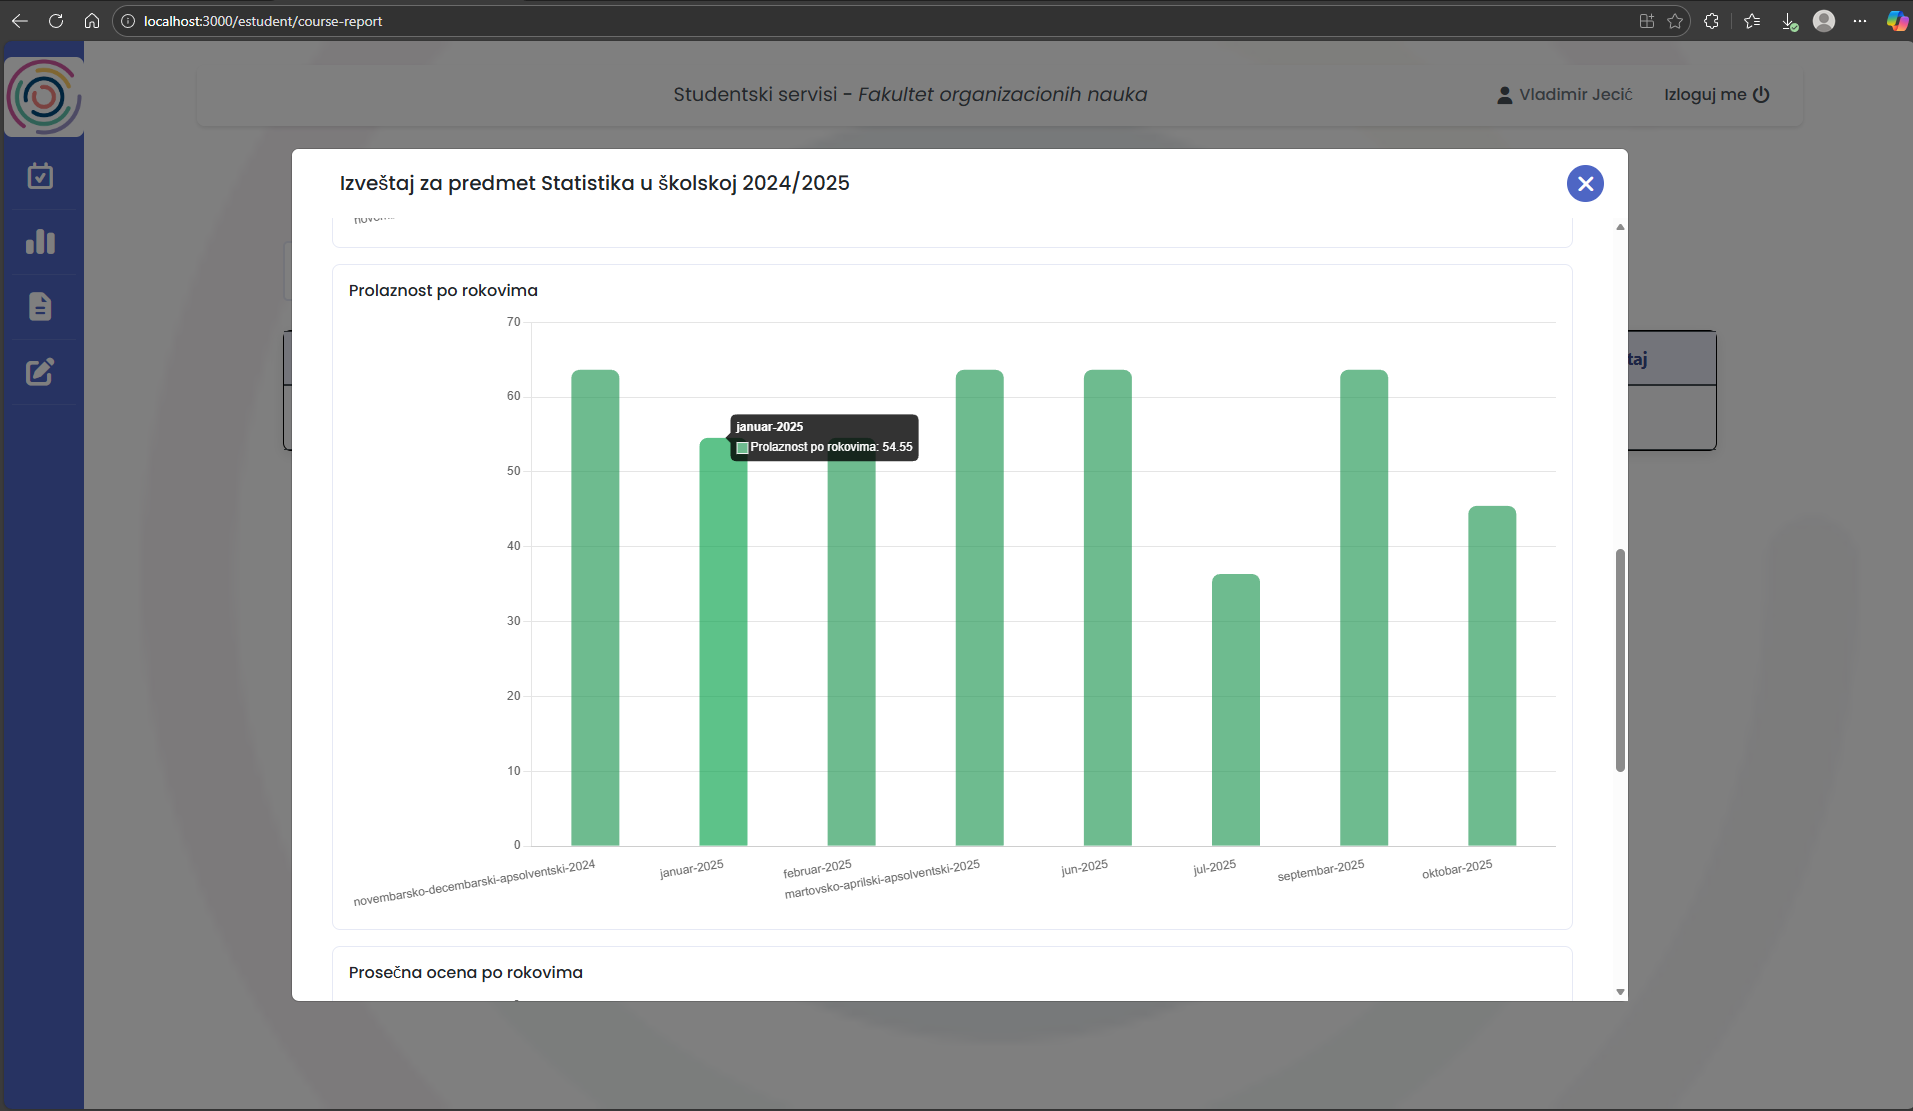 localhost:3000/estudent/course-report
Studentski servisi - Fakultet organizacionih nauka
Vladimir Jecić
Izloguj me
Izveštaj za predmet Statistika u školskoj 2024/2025
taj
Prolaznost po rokovima
70
60
50
40
30
20
10
0
januar-2025
Prolaznost po rokovima: 54.55
novembarsko-decembarski-apsolventski-2024
januar-2025
februar-2025
martovsko-aprilski-apsolventski-2025
jun-2025
jul-2025
septembar-2025
oktobar-2025
Prosečna ocena po rokovima